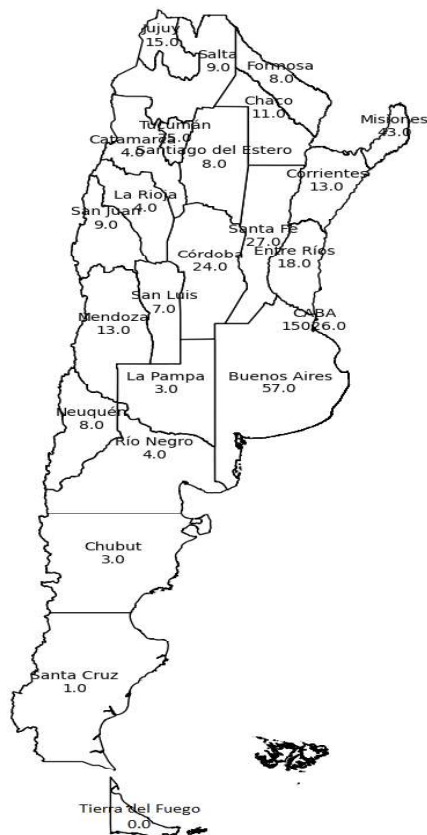 Jujuy
15.0
Salta
9.0
Formosa
8.0
Chaco
11.0
Misiones
43.0
Tucumán
Catamarca
4.0
Santiago del Estero
8.0
Corrientes
13.0
La Rioja
4.0
San Juan
9.0
Santa Fe
27.0
Entre Ríos
18.0
Córdoba
24.0
San Luis
7.0
Mendoza
13.0
CABA
15026.0
La Pampa
3.0
Buenos Aires
57.0
Neuquén
8.0
Río Negro
4.0
Chubut
3.0
Santa Cruz
1.0
Tierra del Fuego
0.0